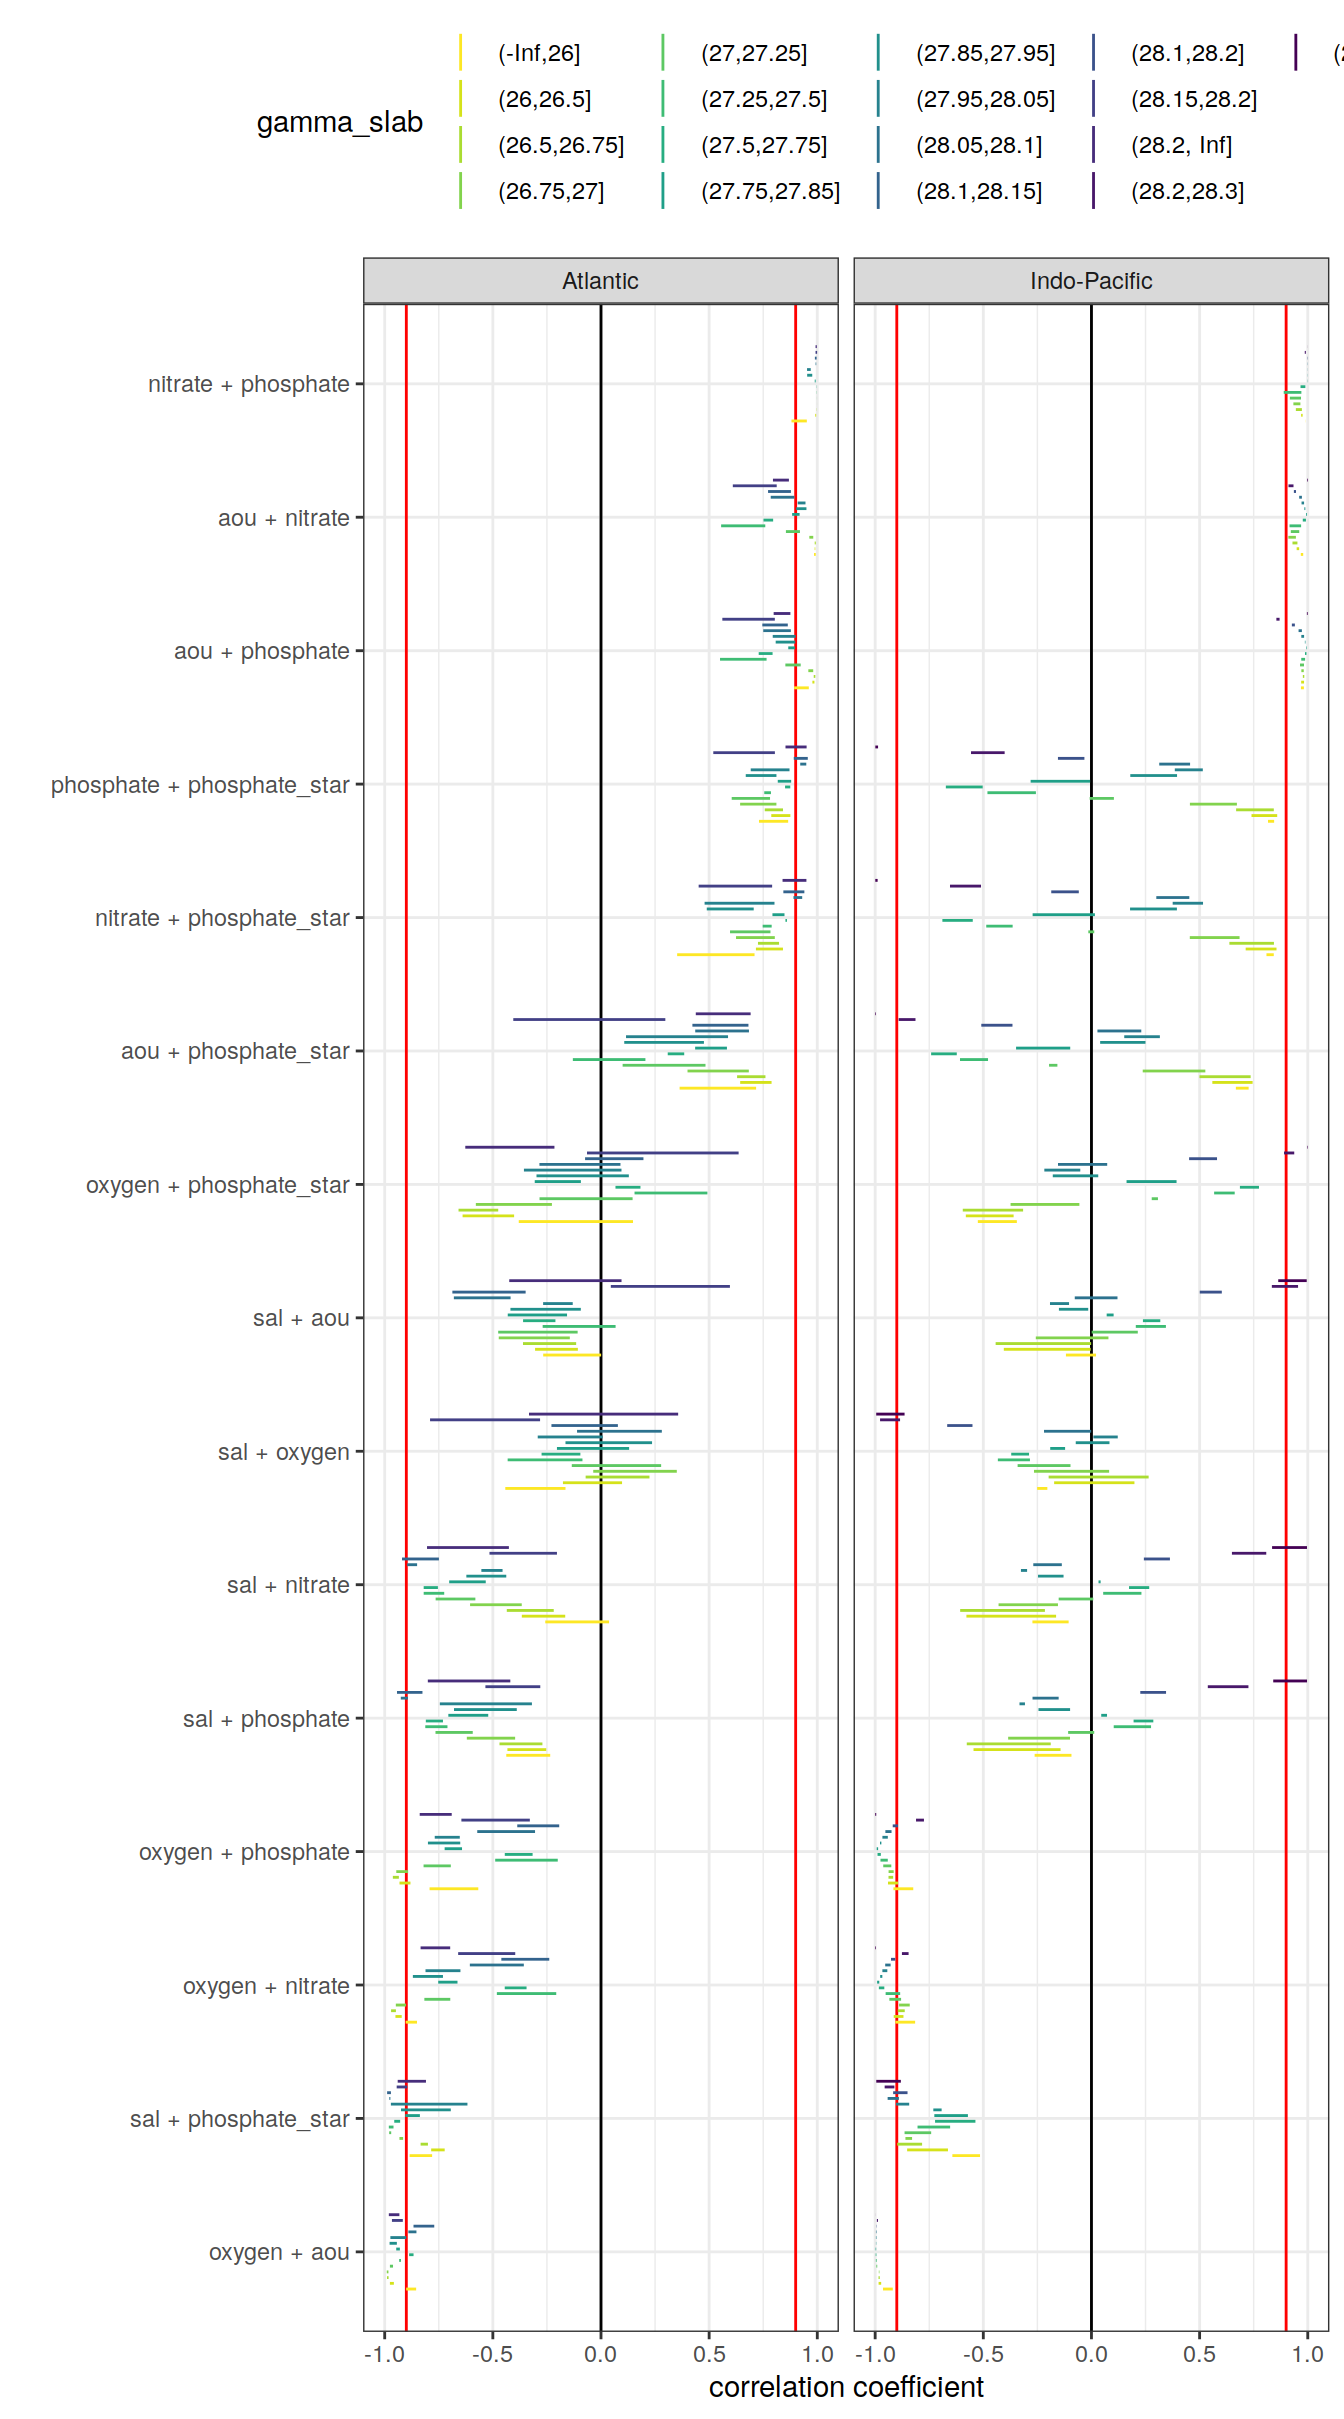 gamma_slab
(-Inf,26] (27,27.25] (27.85,27.95] (28.1,28.2]
(26,26.5] (27.25,27.5] (27.95,28.05] (28.15,28.2]
(26.5,26.75] (27.5,27.75] (28.05,28.1] (28.2, Inf]
(26.75,27] (27.75,27.85] (28.1,28.15] (28.2,28.3]
Atlantic Indo-Pacific
nitrate + phosphate
aou + nitrate
aou + phosphate
phosphate + phosphate_star
nitrate + phosphate_star
aou + phosphate_star
oxygen + phosphate_star
sal + aou
sal + oxygen
sal + nitrate
sal + phosphate
oxygen + phosphate
oxygen + nitrate
sal + phosphate_star
oxygen + aou
-1.0 -0.5 0.0 0.5 1.0 -1.0 -0.5 0.0 0.5 1.0
correlation coefficient